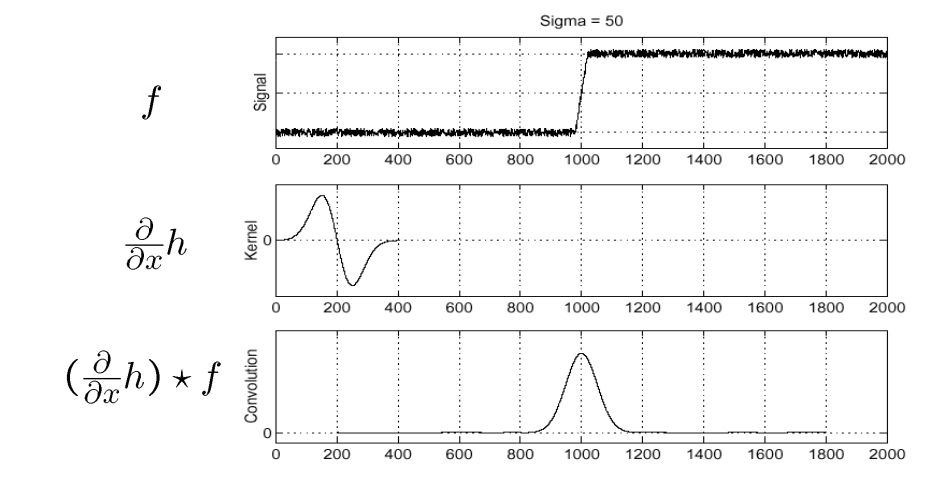 Sigma = 50
f
Signal
0 200 400 600 800 1000 1200 1400 1600 1800 2000
∂/∂x h
Kernel
0
0 200 400 600 800 1000 1200 1400 1600 1800 2000
(∂/∂x h) ⋆ f
Convolution
0
0 200 400 600 800 1000 1200 1400 1600 1800 2000